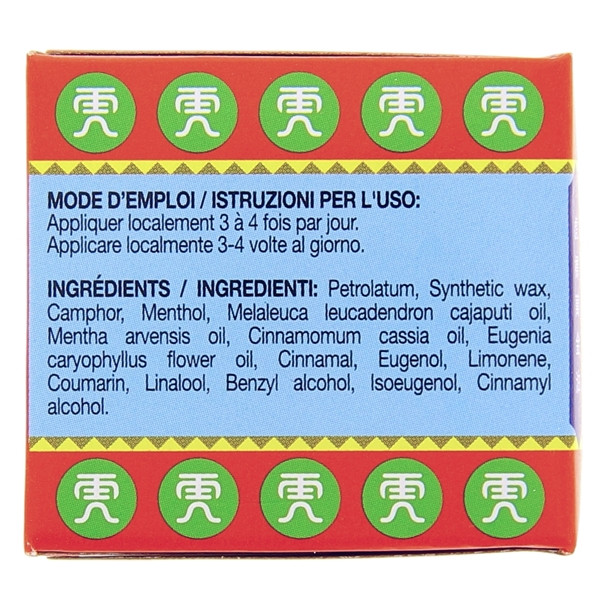 MODE D'EMPLOI / ISTRUZIONI PER L'USO:
Appliquer localement 3 à 4 fois par jour.
Applicare localmente 3-4 volte al giorno.
INGRÉDIENTS / INGREDIENTI: Petrolatum, Synthetic wax,
Camphor, Menthol, Melaleuca leucadendron cajaputi oil,
Mentha arvensis oil, Cinnamomum cassia oil, Eugenia
caryophyllus flower oil, Cinnamal, Eugenol, Limonene,
Coumarin, Linalool, Benzyl alcohol, Isoeugenol, Cinnamyl
alcohol.